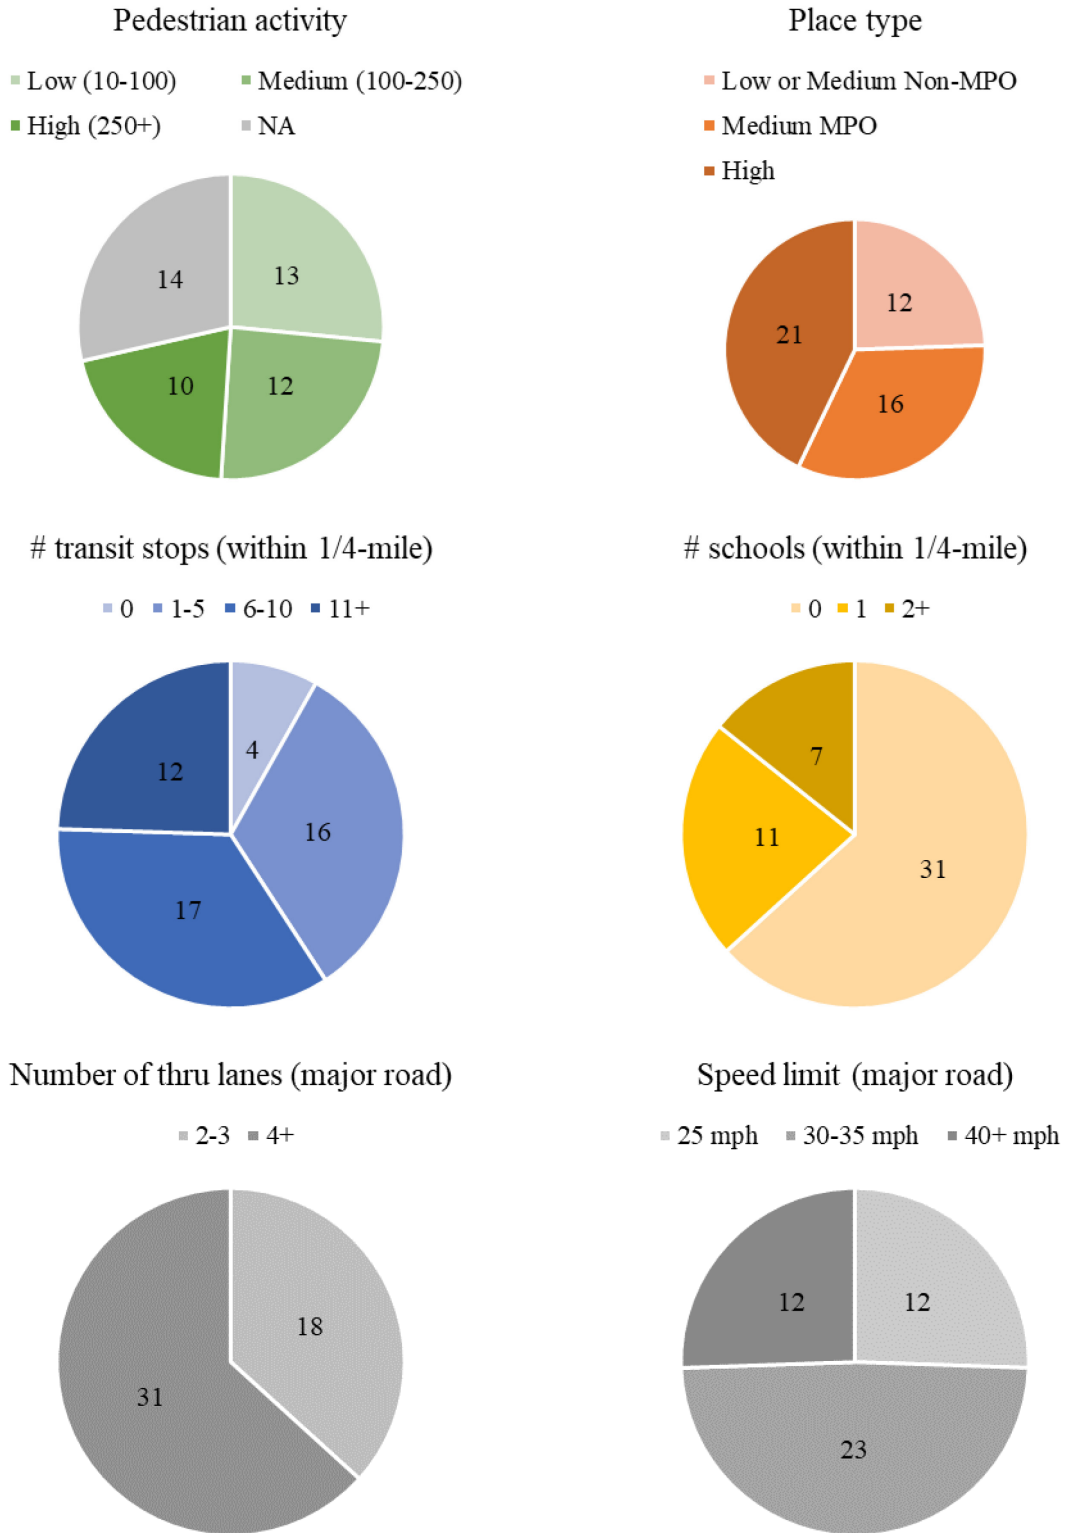 Pedestrian activity
Low (10-100) Medium (100-250)
High (250+) NA
14 13
10 12
Place type
Low or Medium Non-MPO
Medium MPO
High
12
21
16
# transit stops (within 1/4-mile)
0 1-5 6-10 11+
4
12
16
17
# schools (within 1/4-mile)
0 1 2+
7
11
31
Number of thru lanes (major road)
2-3 4+
18
31
Speed limit (major road)
25 mph 30-35 mph 40+ mph
12 12
23